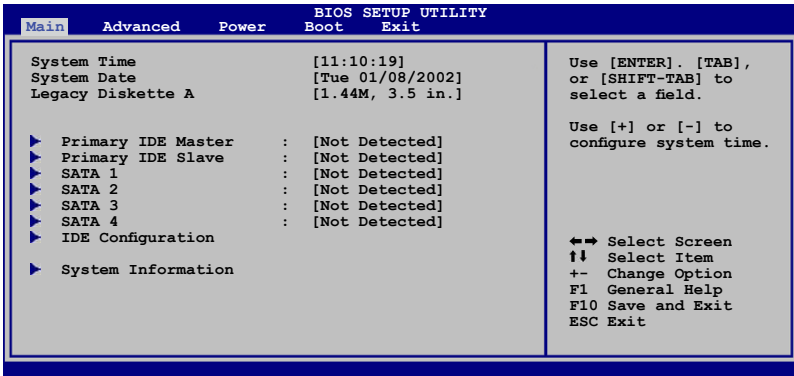 BIOS SETUP UTILITY
Main Advanced Power Boot Exit
System Time [11:10:19]
System Date [Tue 01/08/2002]
Legacy Diskette A [1.44M, 3.5 in.]
Primary IDE Master : [Not Detected]
Primary IDE Slave : [Not Detected]
SATA 1 : [Not Detected]
SATA 2 : [Not Detected]
SATA 3 : [Not Detected]
SATA 4 : [Not Detected]
IDE Configuration
System Information
Use [ENTER]. [TAB],
or [SHIFT-TAB] to
select a field.
Use [+] or [-] to
configure system time.
←→ Select Screen
↑↓ Select Item
+- Change Option
F1 General Help
F10 Save and Exit
ESC Exit